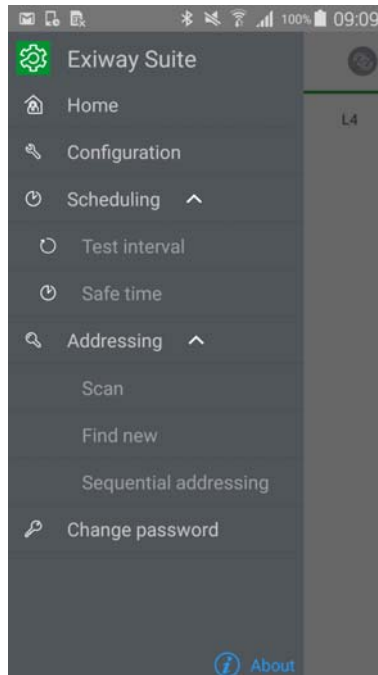 100% 09:09
Exiway Suite
Home
L4
Configuration
Scheduling
Test interval
Safe time
Addressing
Scan
Find new
Sequential addressing
Change password
About